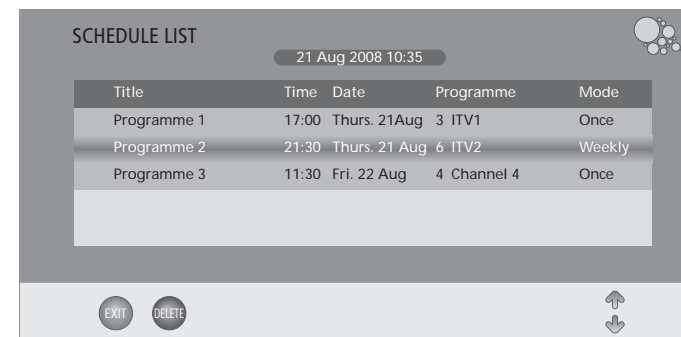 SCHEDULE LIST
21 Aug 2008 10:35
Title Time Date Programme Mode
Programme 1 17:00 Thurs. 21Aug 3 ITV1 Once
Programme 2 21:30 Thurs. 21 Aug 6 ITV2 Weekly
Programme 3 11:30 Fri. 22 Aug 4 Channel 4 Once
EXIT DELETE